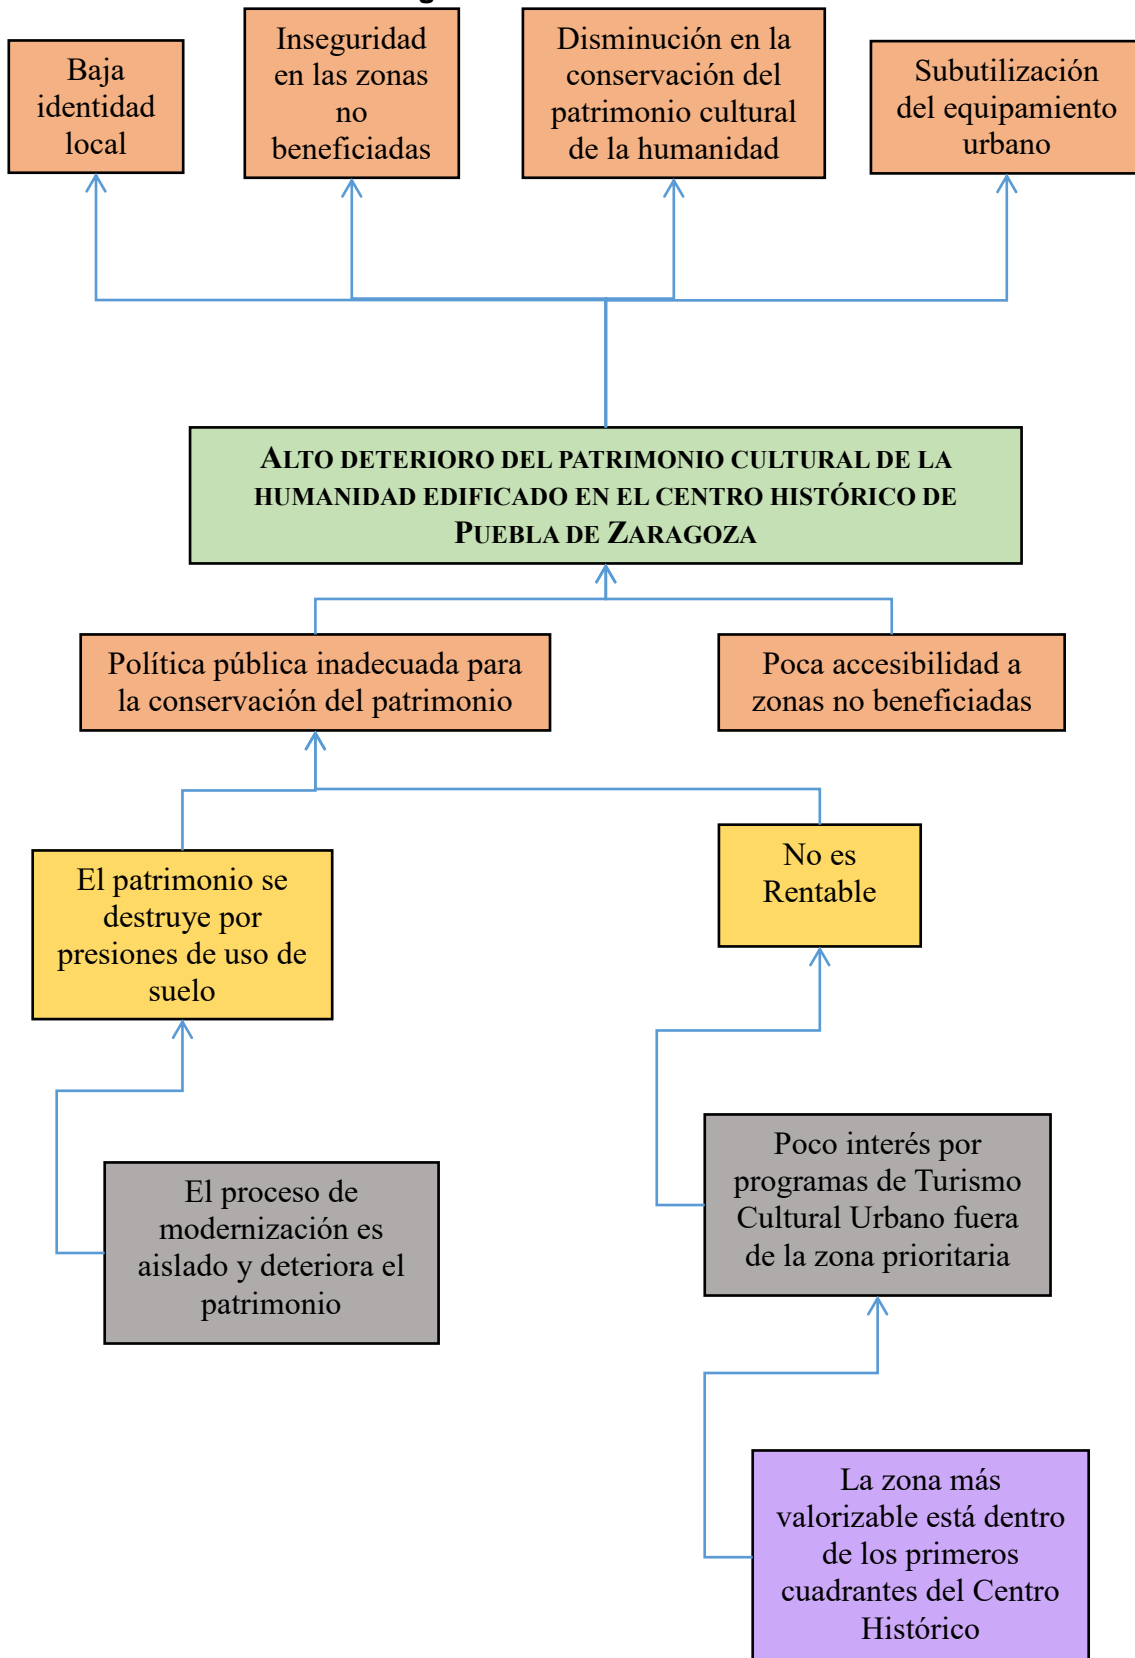 Baja
identidad
local
Inseguridad
en las zonas
no
beneficiadas
Disminución en la
conservación del
patrimonio cultural
de la humanidad
Subutilización
del equipamiento
urbano
ALTO DETERIORO DEL PATRIMONIO CULTURAL DE LA
HUMANIDAD EDIFICADO EN EL CENTRO HISTÓRICO DE
PUEBLA DE ZARAGOZA
Política pública inadecuada para
la conservación del patrimonio
Poca accesibilidad a
zonas no beneficiadas
El patrimonio se
destruye por
presiones de uso de
suelo
No es
Rentable
El proceso de
modernización es
aislado y deteriora el
patrimonio
Poco interés por
programas de Turismo
Cultural Urbano fuera
de la zona prioritaria
La zona más
valorizable está dentro
de los primeros
cuadrantes del Centro
Histórico